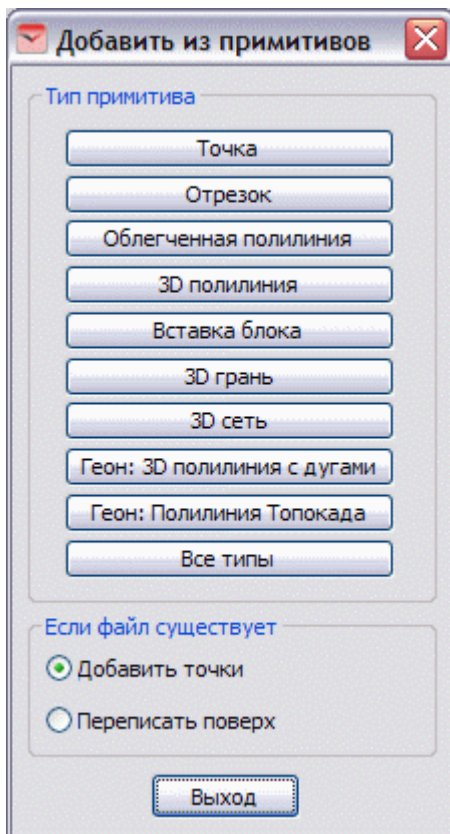 Добавить из примитивов
Тип примитива
Точка
Отрезок
Облегченная полилиния
3D полилиния
Вставка блока
3D грань
3D сеть
Геон: 3D полилиния с дугами
Геон: Полилиния Топокада
Все типы
Если файл существует
Добавить точки
Переписать поверх
Выход